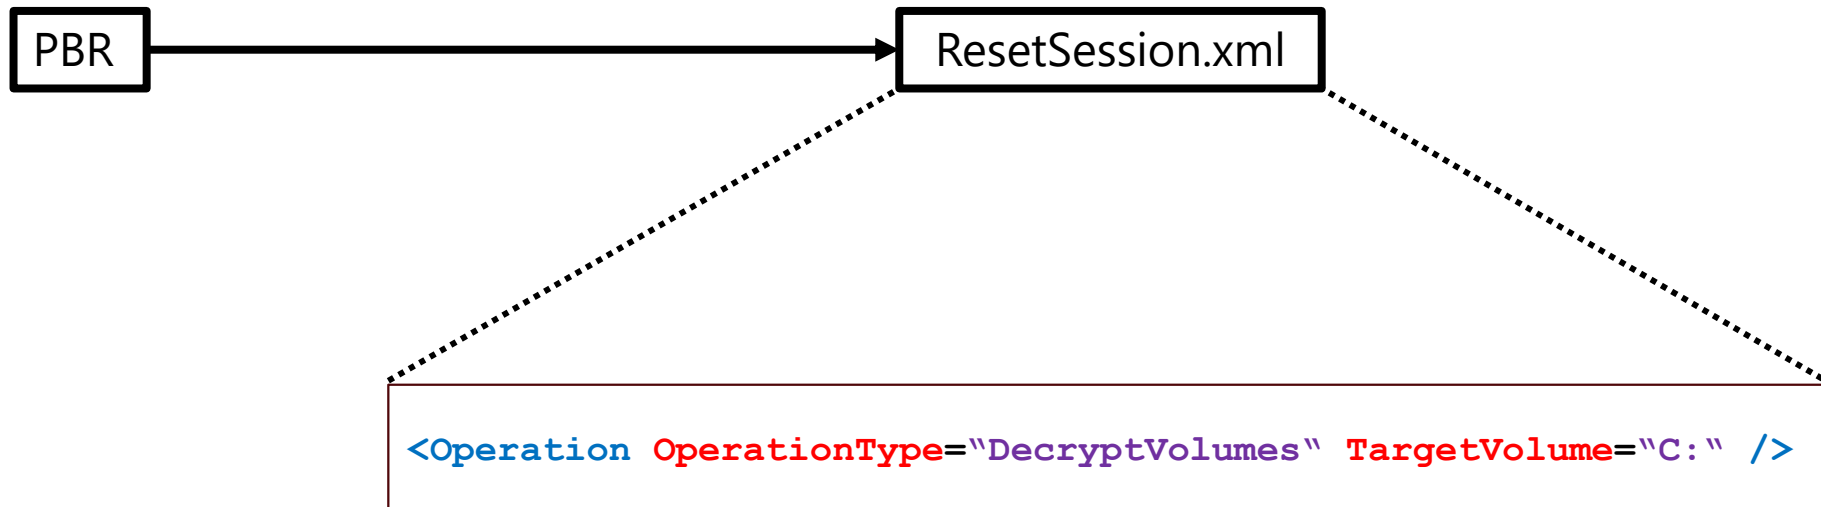 PBR
ResetSession.xml
<Operation OperationType=“DecryptVolumes“ TargetVolume=“C:“ />